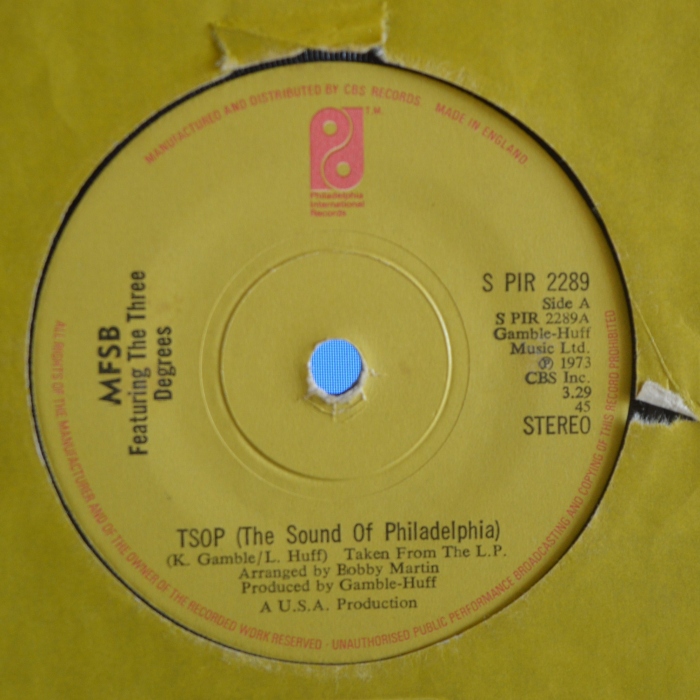 MANUFACTURED AND DISTRIBUTED BY CBS RECORDS MADE IN ENGLAND
T.M.
Philadelphia
International
Records
MFSB
Featuring The Three
Degrees
S PIR 2289
Side A
S PIR 2289A
Gamble-Huff
Music Ltd.
℗ 1973
CBS Inc.
3.29
45
STEREO
TSOP (The Sound Of Philadelphia)
(K. Gamble/L. Huff) Taken From The L.P.
Arranged by Bobby Martin
Produced by Gamble-Huff
A U.S.A. Production
ALL RIGHTS OF THE MANUFACTURER AND OF THE OWNER OF THE RECORDED WORK RESERVED · UNAUTHORISED PUBLIC PERFORMANCE BROADCASTING AND COPYING OF THIS RECORD PROHIBITED